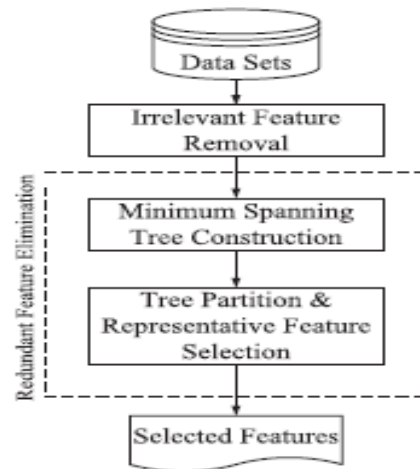 Data Sets
Irrelevant Feature
Removal
Redundant Feature Elimination
Minimum Spanning
Tree Construction
Tree Partition &
Representative Feature
Selection
Selected Features